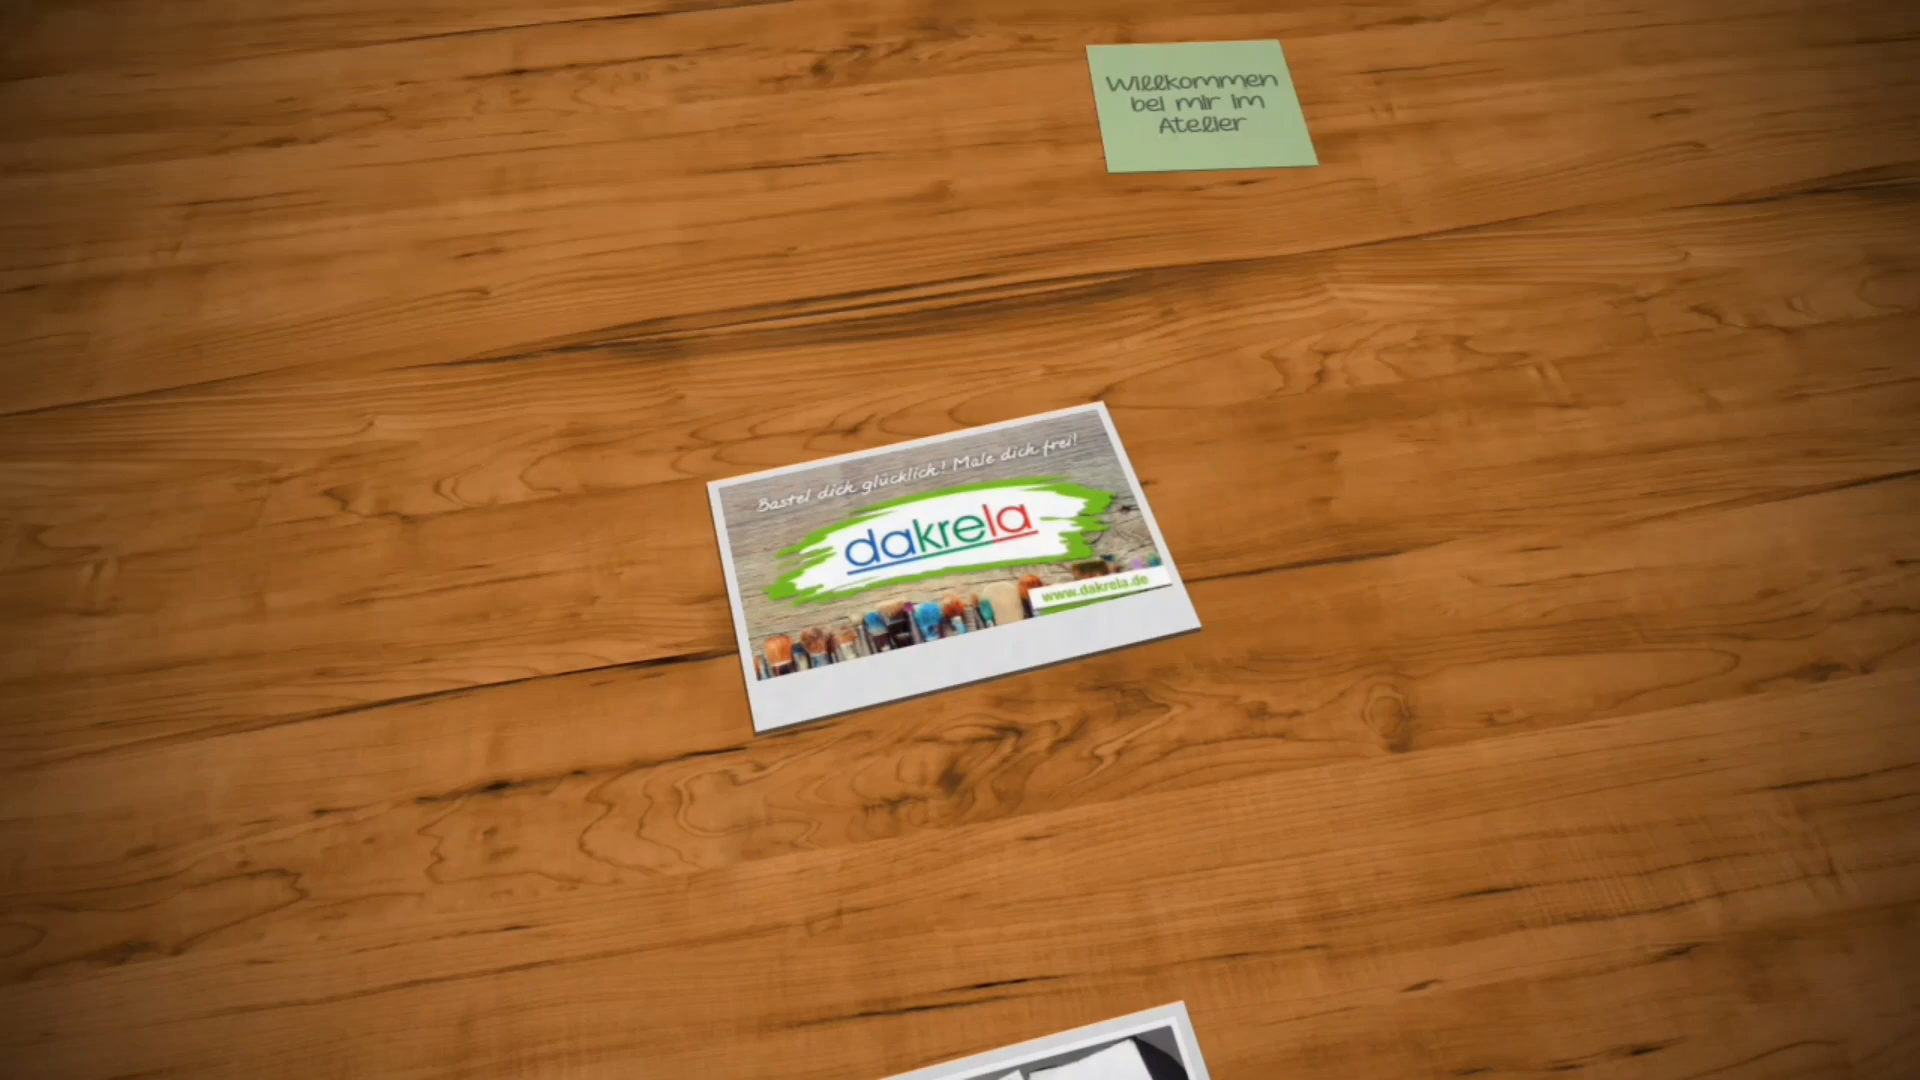 Willkommen
bei mir im
Atelier
Bastel dich glücklich! Male dich frei!
dakrela
www.dakrela.de